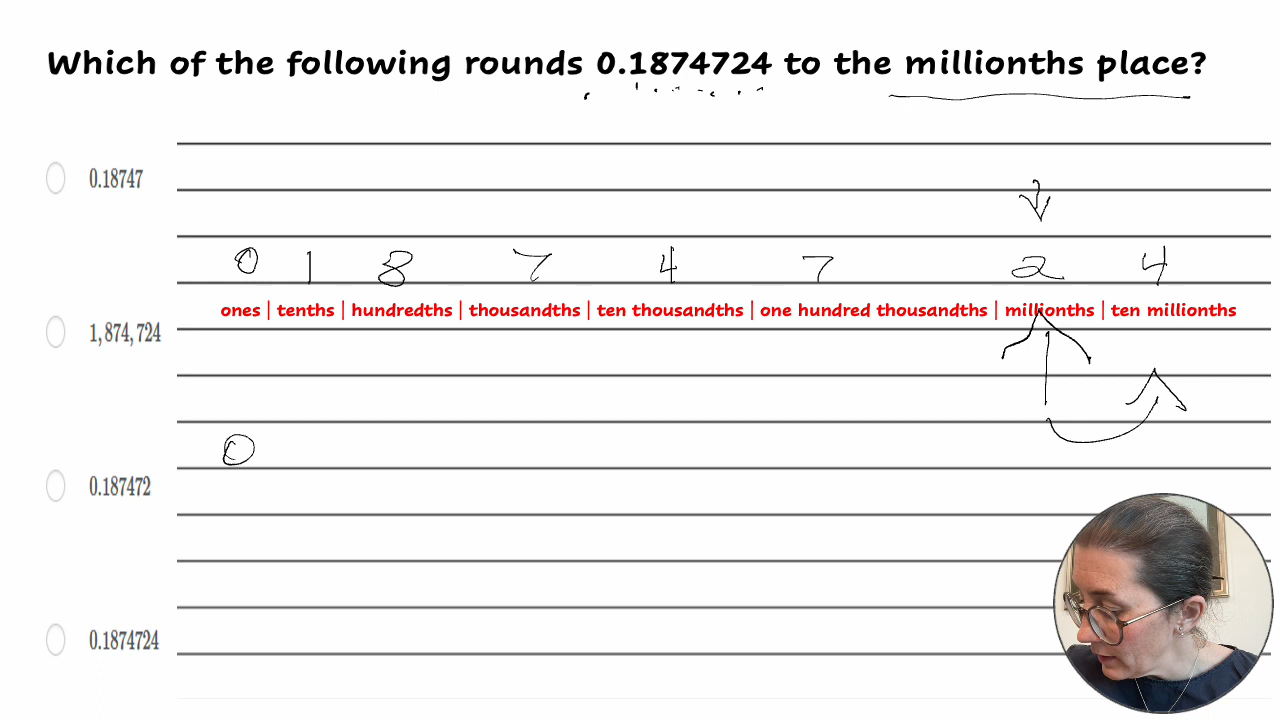 Which of the following rounds 0.1874724 to the millionths place?
0.18747
0 1 8 7 4 7 2 4
ones | tenths | hundredths | thousandths | ten thousandths | one hundred thousandths | millionths | ten millionths
1,874,724
0
0.187472
0.1874724